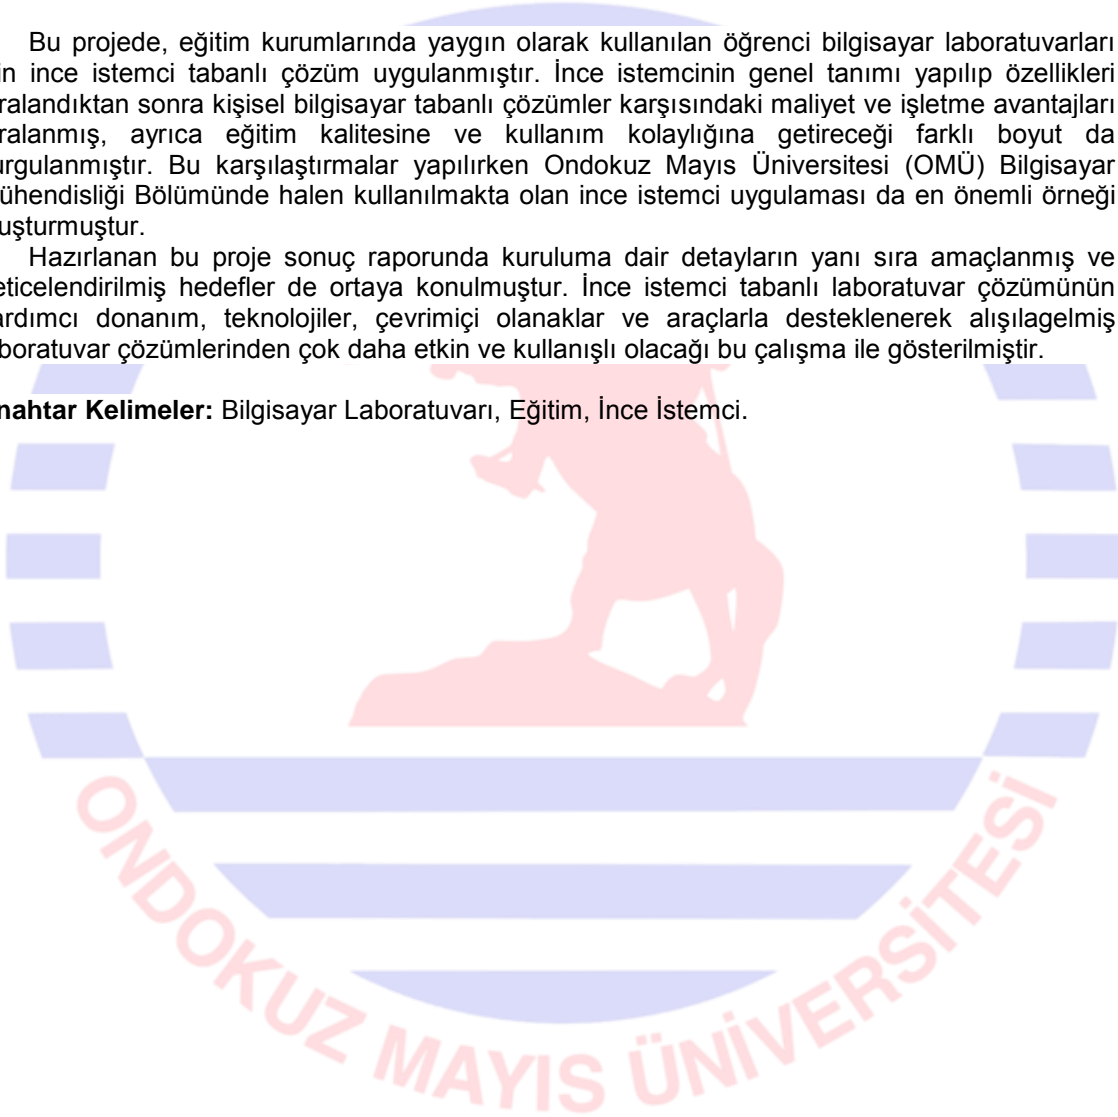 Bu projede, eğitim kurumlarında yaygın olarak kullanılan öğrenci bilgisayar laboratuvarları
in ince istemci tabanlı çözüm uygulanmıştır. İnce istemcinin genel tanımı yapılıp özellikleri
ralandıktan sonra kişisel bilgisayar tabanlı çözümler karşısındaki maliyet ve işletme avantajları
ralanmış, ayrıca eğitim kalitesine ve kullanım kolaylığına getireceği farklı boyut da
urgulanmıştır. Bu karşılaştırmalar yapılırken Ondokuz Mayıs Üniversitesi (OMÜ) Bilgisayar
ühendisliği Bölümünde halen kullanılmakta olan ince istemci uygulaması da en önemli örneği
uşturmuştur.
Hazırlanan bu proje sonuç raporunda kuruluma dair detayların yanı sıra amaçlanmış ve
eticelendirilmiş hedefler de ortaya konulmuştur. İnce istemci tabanlı laboratuvar çözümünün
ardımcı donanım, teknolojiler, çevrimiçi olanaklar ve araçlarla desteklenerek alışılagelmiş
boratuvar çözümlerinden çok daha etkin ve kullanışlı olacağı bu çalışma ile gösterilmiştir.
nahtar Kelimeler: Bilgisayar Laboratuvarı, Eğitim, İnce İstemci.
ONDOKUZ MAYIS ÜNİVERSİTESİ